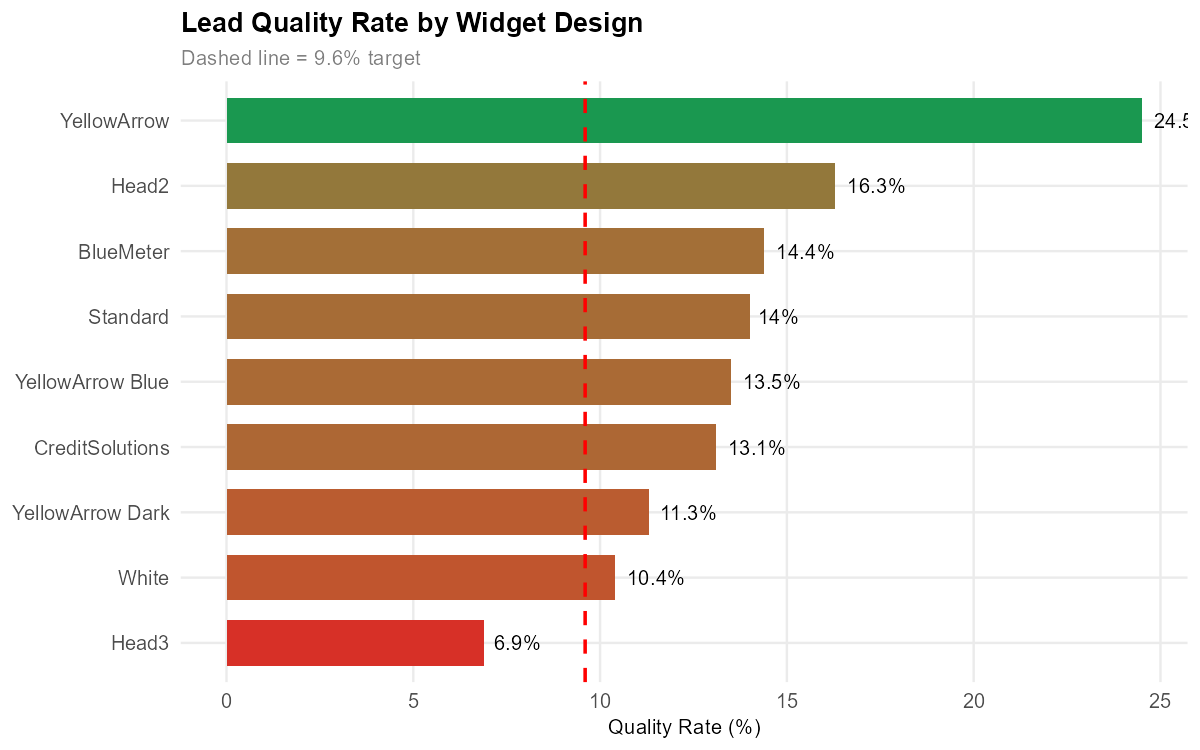 Lead Quality Rate by Widget Design
Dashed line = 9.6% target
YellowArrow 24.5
Head2 16.3%
BlueMeter 14.4%
Standard 14%
YellowArrow Blue 13.5%
CreditSolutions 13.1%
YellowArrow Dark 11.3%
White 10.4%
Head3 6.9%
0 5 10 15 20 25
Quality Rate (%)